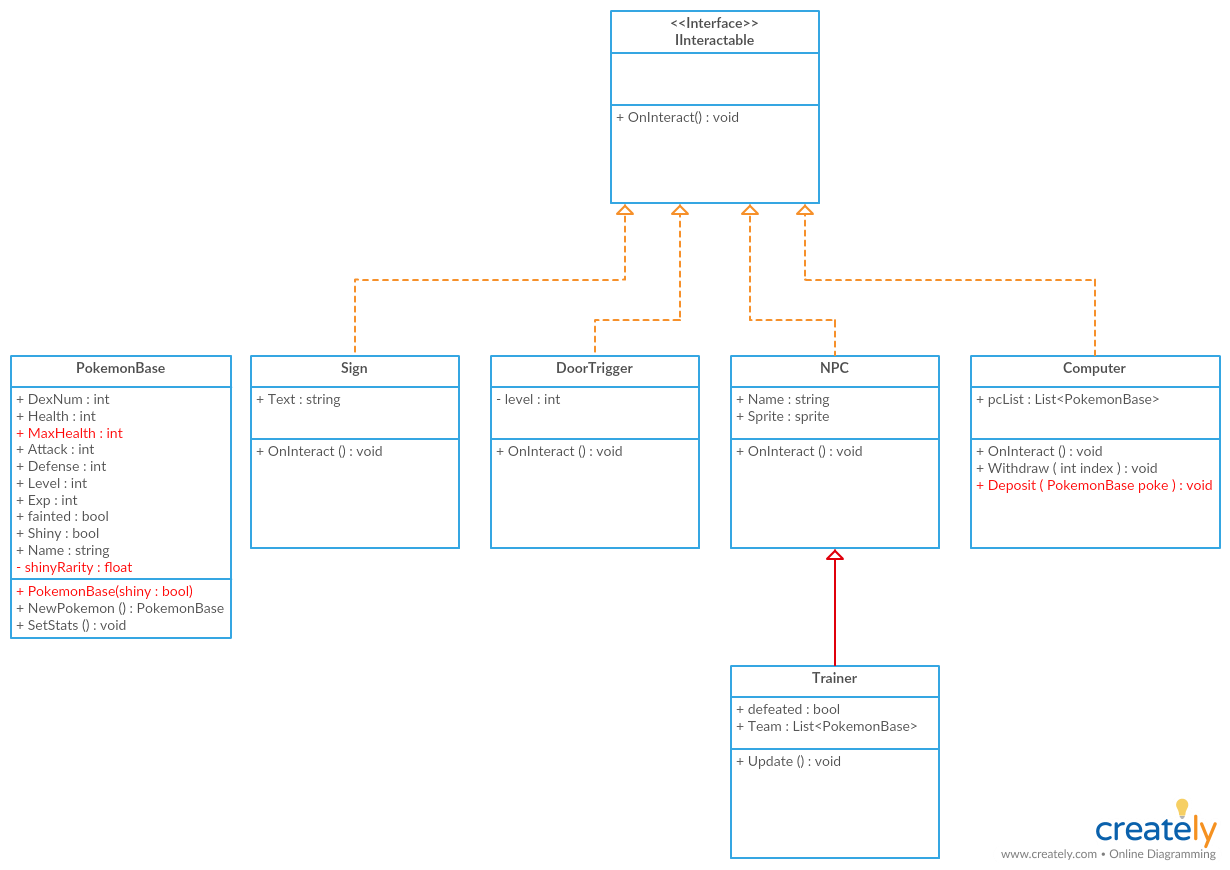 <<Interface>>
IInteractable
+ OnInteract() : void
PokemonBase
+ DexNum : int
+ Health : int
+ MaxHealth : int
+ Attack : int
+ Defense : int
+ Level : int
+ Exp : int
+ fainted : bool
+ Shiny : bool
+ Name : string
- shinyRarity : float
+ PokemonBase(shiny : bool)
+ NewPokemon () : PokemonBase
+ SetStats () : void
Sign
+ Text : string
+ OnInteract () : void
DoorTrigger
- level : int
+ OnInteract () : void
NPC
+ Name : string
+ Sprite : sprite
+ OnInteract () : void
Computer
+ pcList : List<PokemonBase>
+ OnInteract () : void
+ Withdraw ( int index ) : void
+ Deposit ( PokemonBase poke ) : void
Trainer
+ defeated : bool
+ Team : List<PokemonBase>
+ Update () : void
creately
www.creately.com • Online Diagramming